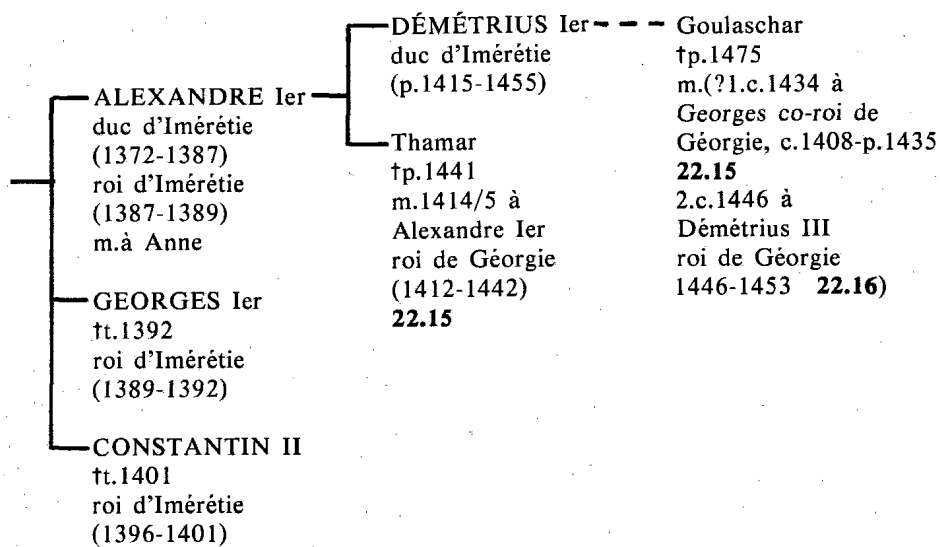 DÉMÉTRIUS Ier
duc d'Imérétie
(p.1415-1455)
Goulaschar
†p.1475
m.(?1.c.1434 à
Georges co-roi de
Géorgie, c.1408-p.1435
22.15
2.c.1446 à
Démétrius III
roi de Géorgie
1446-1453 22.16)
ALEXANDRE Ier
duc d'Imérétie
(1372-1387)
roi d'Imérétie
(1387-1389)
m.à Anne
Thamar
†p.1441
m.1414/5 à
Alexandre Ier
roi de Géorgie
(1412-1442)
22.15
GEORGES Ier
†t.1392
roi d'Imérétie
(1389-1392)
CONSTANTIN II
†t.1401
roi d'Imérétie
(1396-1401)